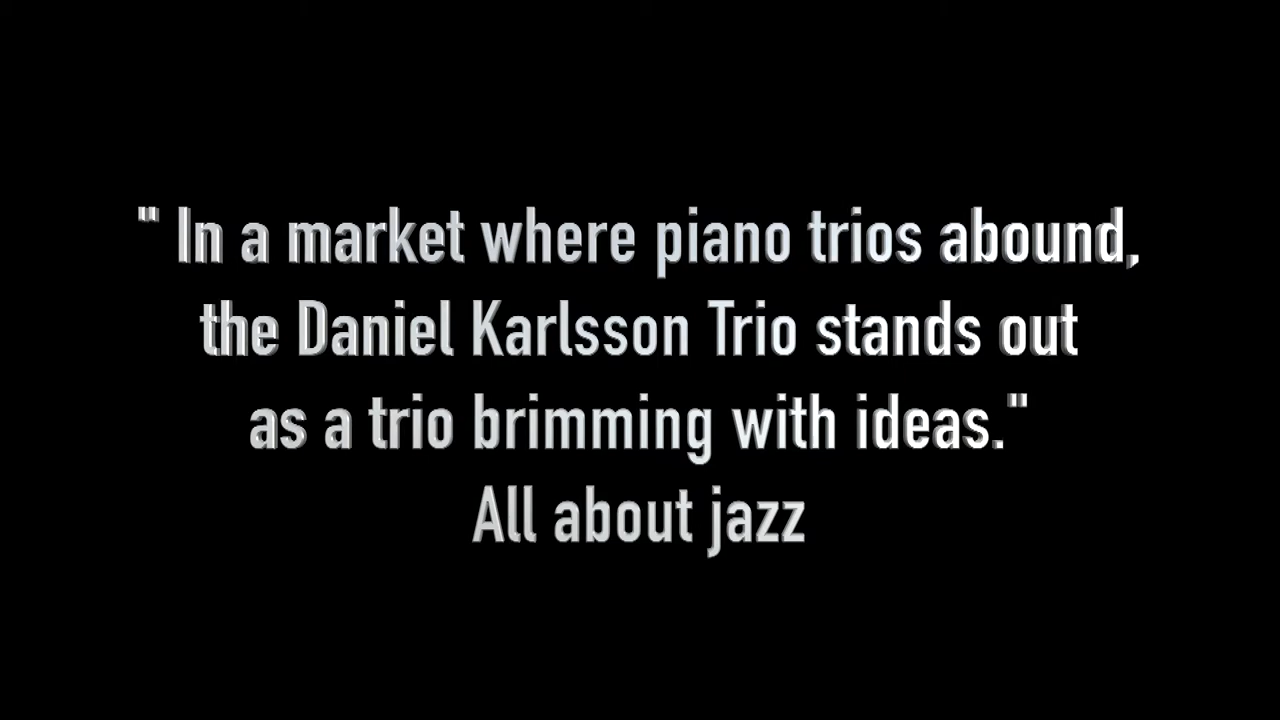 " In a market where piano trios abound,
the Daniel Karlsson Trio stands out
as a trio brimming with ideas."
All about jazz